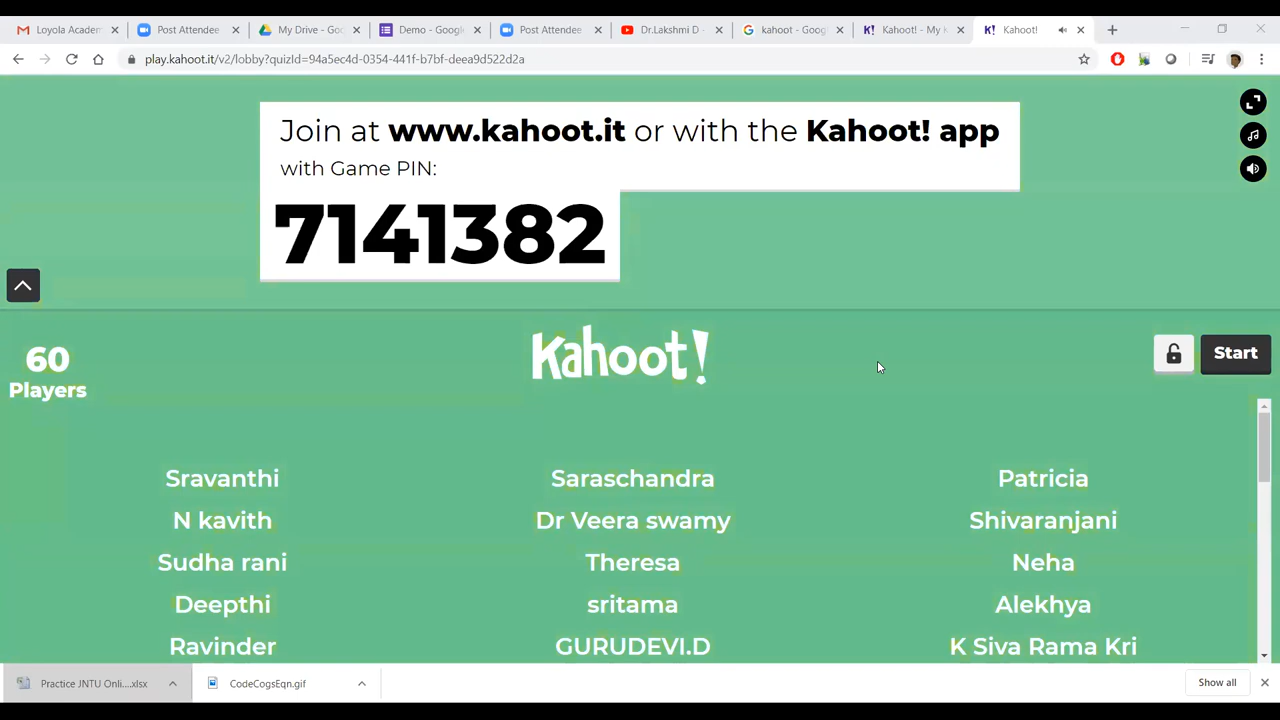 Loyola Academ
Post Attendee
My Drive - Goo
Demo - Google
Post Attendee
Dr.Lakshmi D
kahoot - Googl
Kahoot! - My K
Kahoot!
play.kahoot.it/v2/lobby?quizId=94a5ec4d-0354-441f-b7bf-deea9d522d2a
Join at www.kahoot.it or with the Kahoot! app
with Game PIN:
7141382
60
Players
Kahoot!
Start
Sravanthi Saraschandra Patricia
N kavith Dr Veera swamy Shivaranjani
Sudha rani Theresa Neha
Deepthi sritama Alekhya
Ravinder GURUDEVI.D K Siva Rama Kri
Practice JNTU Onli....xlsx
CodeCogsEqn.gif
Show all